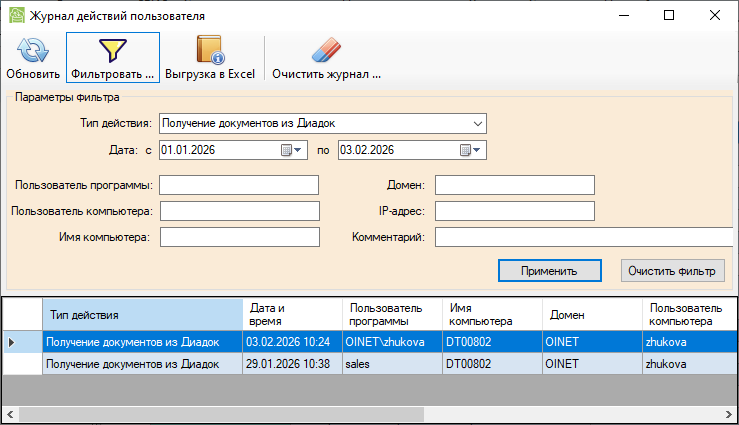 Журнал действий пользователя
Обновить Фильтровать ... Выгрузка в Excel Очистить журнал ...
Параметры фильтра
Тип действия: Получение документов из Диадок
Дата: с 01.01.2026 по 03.02.2026
Пользователь программы: Домен:
Пользователь компьютера: IP-адрес:
Имя компьютера: Комментарий:
Применить Очистить фильтр
Тип действия Дата и время Пользователь программы Имя компьютера Домен Пользователь компьютера
Получение документов из Диадок 03.02.2026 10:24 OINET\zhukova DT00802 OINET zhukova
Получение документов из Диадок 29.01.2026 10:38 sales DT00802 OINET zhukova